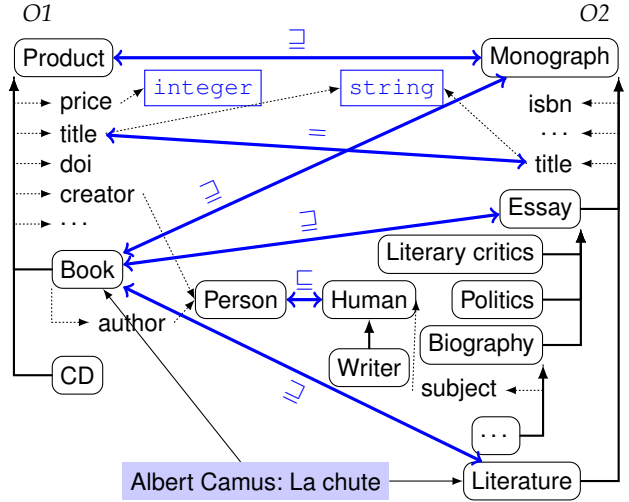 O1
O2
⊒
Product
Monograph
price
integer
string
isbn
title
=
· · ·
doi
title
creator
⊒
· · ·
⊒
Essay
Book
Literary critics
Person
⊑
Human
Politics
author
Biography
Writer
CD
⊒
subject
· · ·
Albert Camus: La chute
Literature